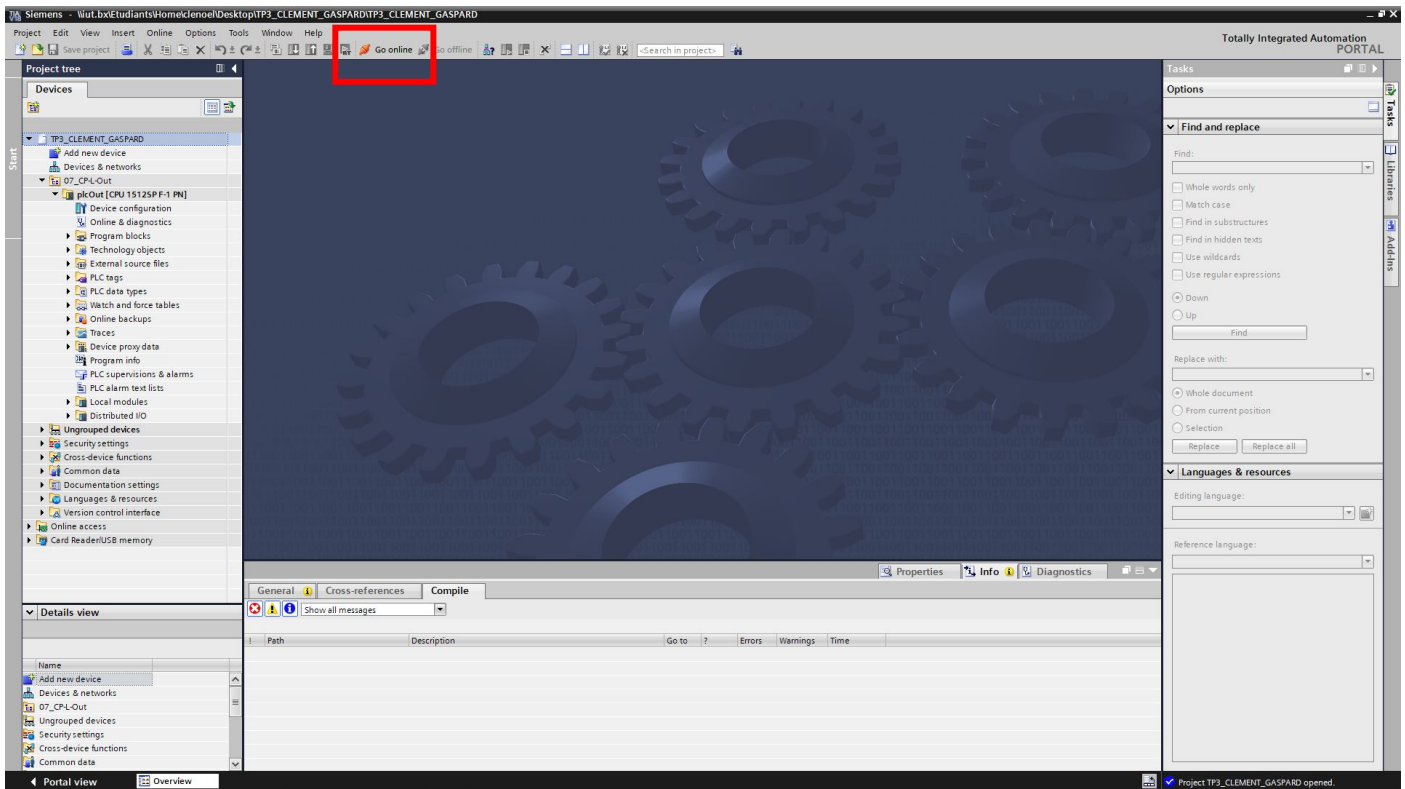 Siemens - \\iut.bx\Etudiants\Home\clenoel\Desktop\TP3_CLEMENT_GASPARD\TP3_CLEMENT_GASPARD
Project Edit View Insert Online Options Tools Window Help
Save project Go online Go offline <Search in project>
Totally Integrated Automation
PORTAL
Start
Project tree
Devices
TP3_CLEMENT_GASPARD
Add new device
Devices & networks
07_CP-L-Out
plcOut [CPU 1512SP F-1 PN]
Device configuration
Online & diagnostics
Program blocks
Technology objects
External source files
PLC tags
PLC data types
Watch and force tables
Online backups
Traces
Device proxy data
Program info
PLC supervisions & alarms
PLC alarm text lists
Local modules
Distributed I/O
Ungrouped devices
Security settings
Cross-device functions
Common data
Documentation settings
Languages & resources
Version control interface
Online access
Card Reader/USB memory
Details view
Name
Add new device
Devices & networks
07_CP-L-Out
Ungrouped devices
Security settings
Cross-device functions
Common data
Properties Info Diagnostics
General Cross-references Compile
Show all messages
! Path Description Go to ? Errors Warnings Time
Tasks
Options
Find and replace
Find:
Whole words only
Match case
Find in substructures
Find in hidden texts
Use wildcards
Use regular expressions
Down
Up
Find
Replace with:
Whole document
From current position
Selection
Replace Replace all
Languages & resources
Editing language:
Reference language:
Tasks
Libraries
Add-Ins
Portal view Overview
Project TP3_CLEMENT_GASPARD opened.